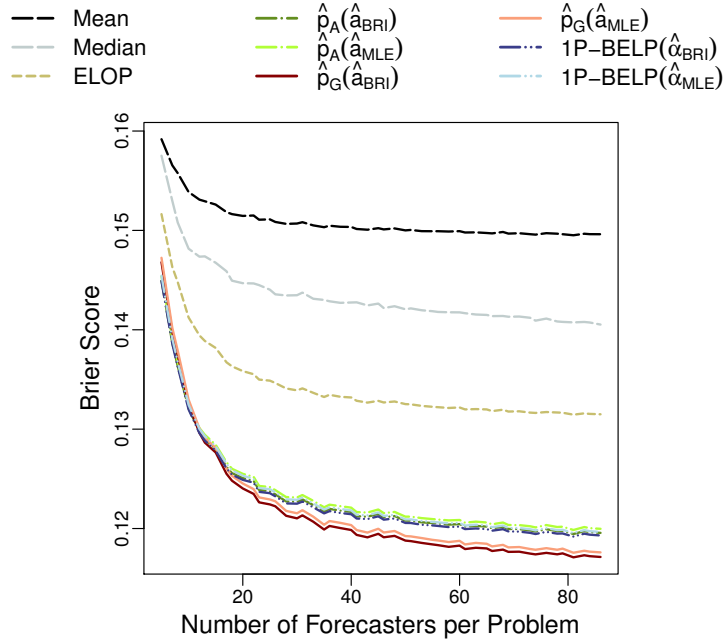 Mean
Median
ELOP
p̂A(âBRI)
p̂A(âMLE)
p̂G(âBRI)
p̂G(âMLE)
1P−BELP(α̂BRI)
1P−BELP(α̂MLE)
Brier Score
0.16
0.15
0.14
0.13
0.12
20 40 60 80
Number of Forecasters per Problem